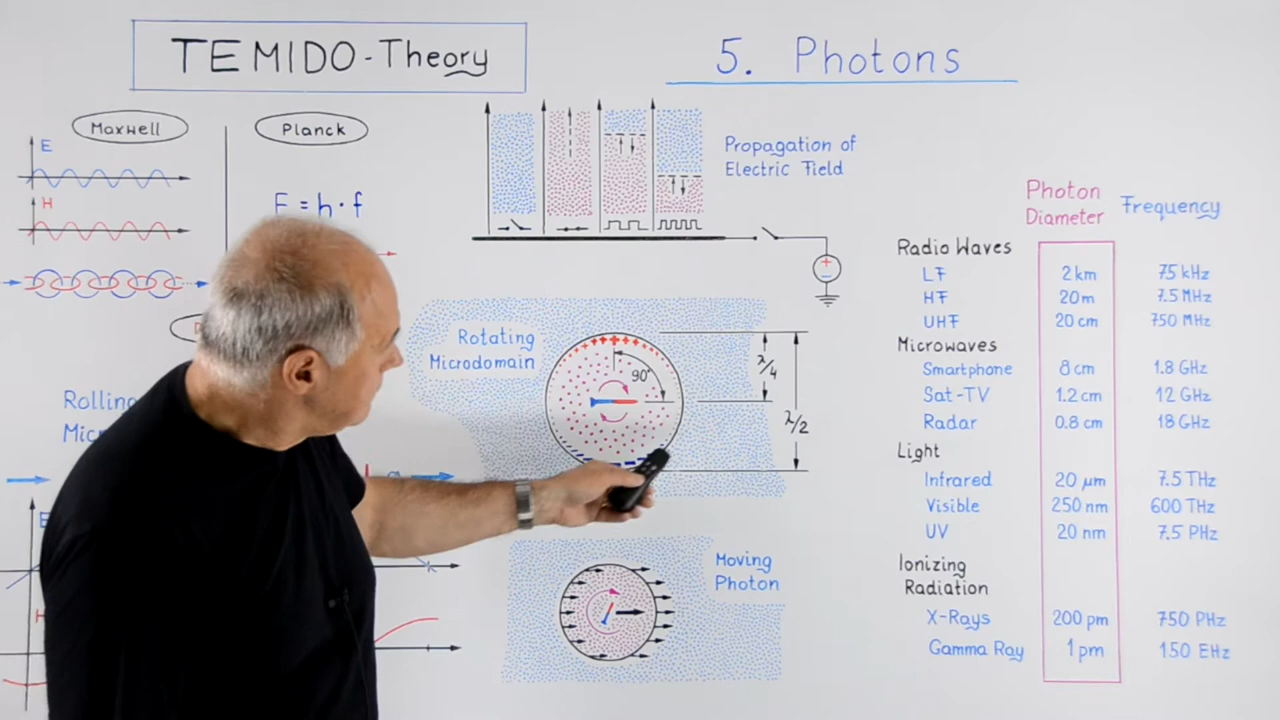 TEMIDO-Theory
5. Photons
Maxwell
Planck
E
H
E = h · f
Propagation of
Electric Field
+
Rotating
Microdomain
90°
λ/4
λ/2
Rolling
Moving
Photon
E
H
Photon
Diameter
Frequency
Radio Waves
LF 2 km 75 kHz
HF 20 m 7.5 MHz
UHF 20 cm 750 MHz
Microwaves
Smartphone 8 cm 1.8 GHz
Sat-TV 1.2 cm 12 GHz
Radar 0.8 cm 18 GHz
Light
Infrared 20 µm 7.5 THz
Visible 250 nm 600 THz
UV 20 nm 7.5 PHz
Ionizing
Radiation
X-Rays 200 pm 750 PHz
Gamma Ray 1 pm 150 EHz